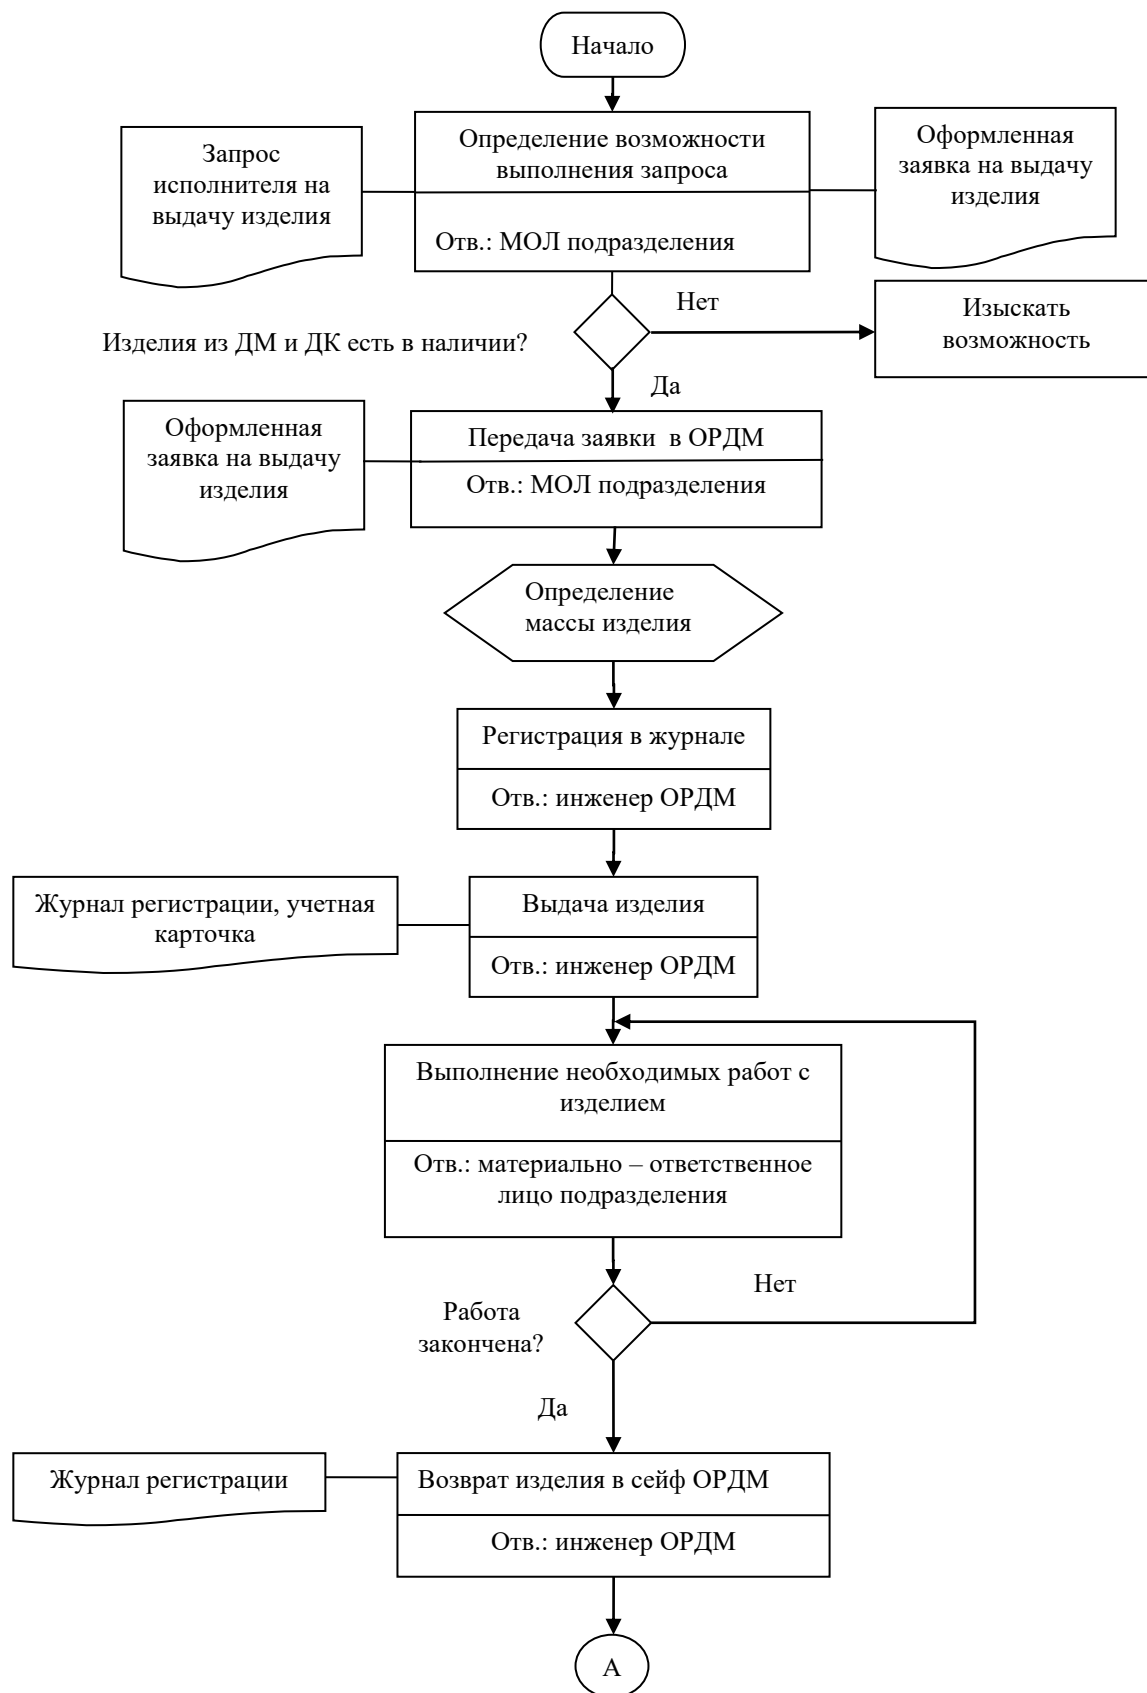 Начало
Запрос
исполнителя на
выдачу изделия
Определение возможности
выполнения запроса
Отв.: МОЛ подразделения
Оформленная
заявка на выдачу
изделия
Изделия из ДМ и ДК есть в наличии?
Нет
Изыскать
возможность
Да
Оформленная
заявка на выдачу
изделия
Передача заявки в ОРДМ
Отв.: МОЛ подразделения
Определение
массы изделия
Регистрация в журнале
Отв.: инженер ОРДМ
Журнал регистрации, учетная
карточка
Выдача изделия
Отв.: инженер ОРДМ
Выполнение необходимых работ с
изделием
Отв.: материально – ответственное
лицо подразделения
Работа
закончена?
Нет
Да
Журнал регистрации
Возврат изделия в сейф ОРДМ
Отв.: инженер ОРДМ
А